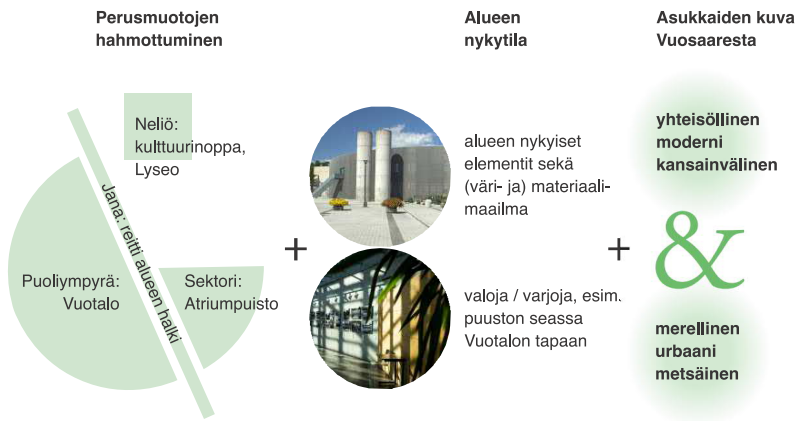 Perusmuotojen
hahmottuminen
Neliö:
kulttuurinoppa,
Lyseo
Jana: reitti alueen halki
Puoliympyrä:
Vuotalo
Sektori:
Atriumpuisto
+
Alueen
nykytila
alueen nykyiset
elementit sekä
(väri- ja) materiaali-
maailma
valoja / varjoja, esim.
puuston seassa
Vuotalon tapaan
+
Asukkaiden kuva
Vuosaaresta
yhteisöllinen
moderni
kansainvälinen
&
merellinen
urbaani
metsäinen